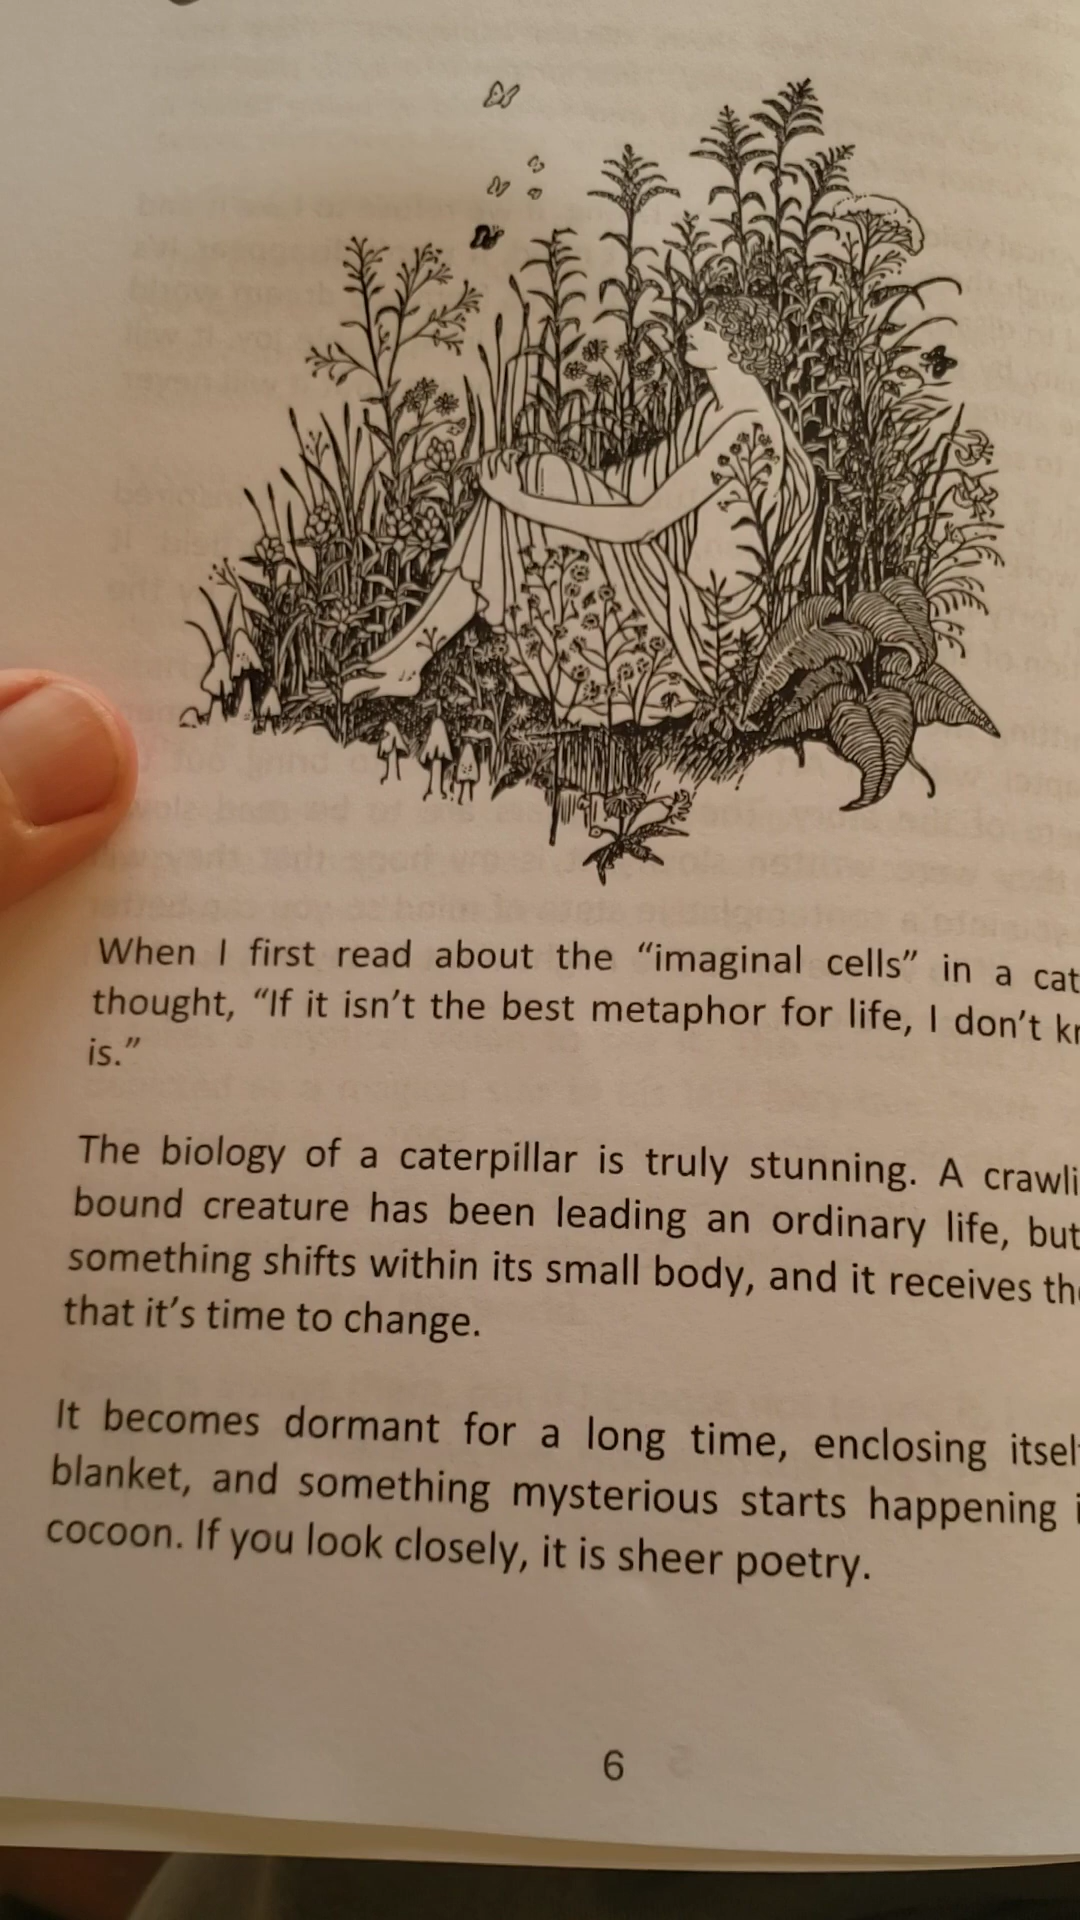 When I first read about the “imaginal cells” in a cat
thought, “If it isn’t the best metaphor for life, I don’t kn
is.”
The biology of a caterpillar is truly stunning. A crawli
bound creature has been leading an ordinary life, but
something shifts within its small body, and it receives the
that it’s time to change.
It becomes dormant for a long time, enclosing itself
blanket, and something mysterious starts happening i
cocoon. If you look closely, it is sheer poetry.
6